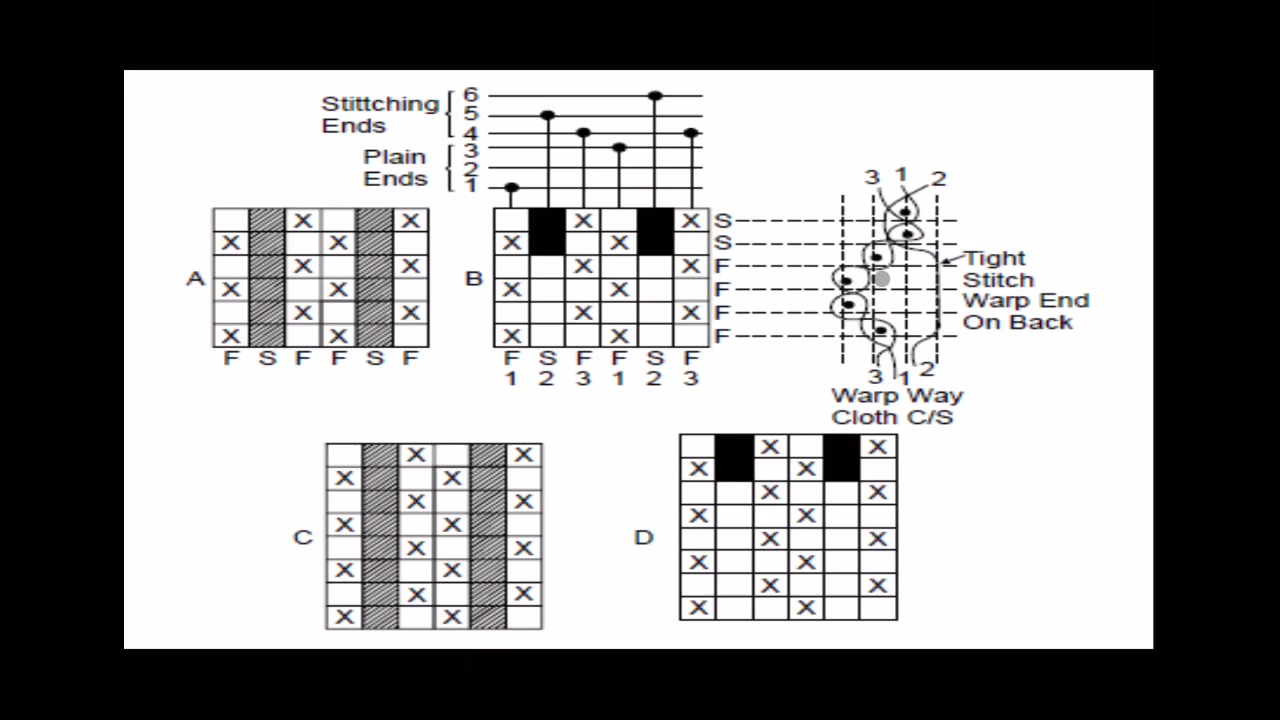 Stittching
Ends
6
5
4
Plain
Ends
3
2
1
3 1 2
A
X X
X X
X X
X X
X X
X X
F S F F S F
B
X X S
X X S
X X F
X X F
X X F
X X F
F S F F S F
1 2 3 1 2 3
Tight
Stitch
Warp End
On Back
3 1 2
Warp Way
Cloth C/S
C
X X
X X
X X
X X
X X
X X
X X
X X
D
X X
X X
X X
X X
X X
X X
X X
X X